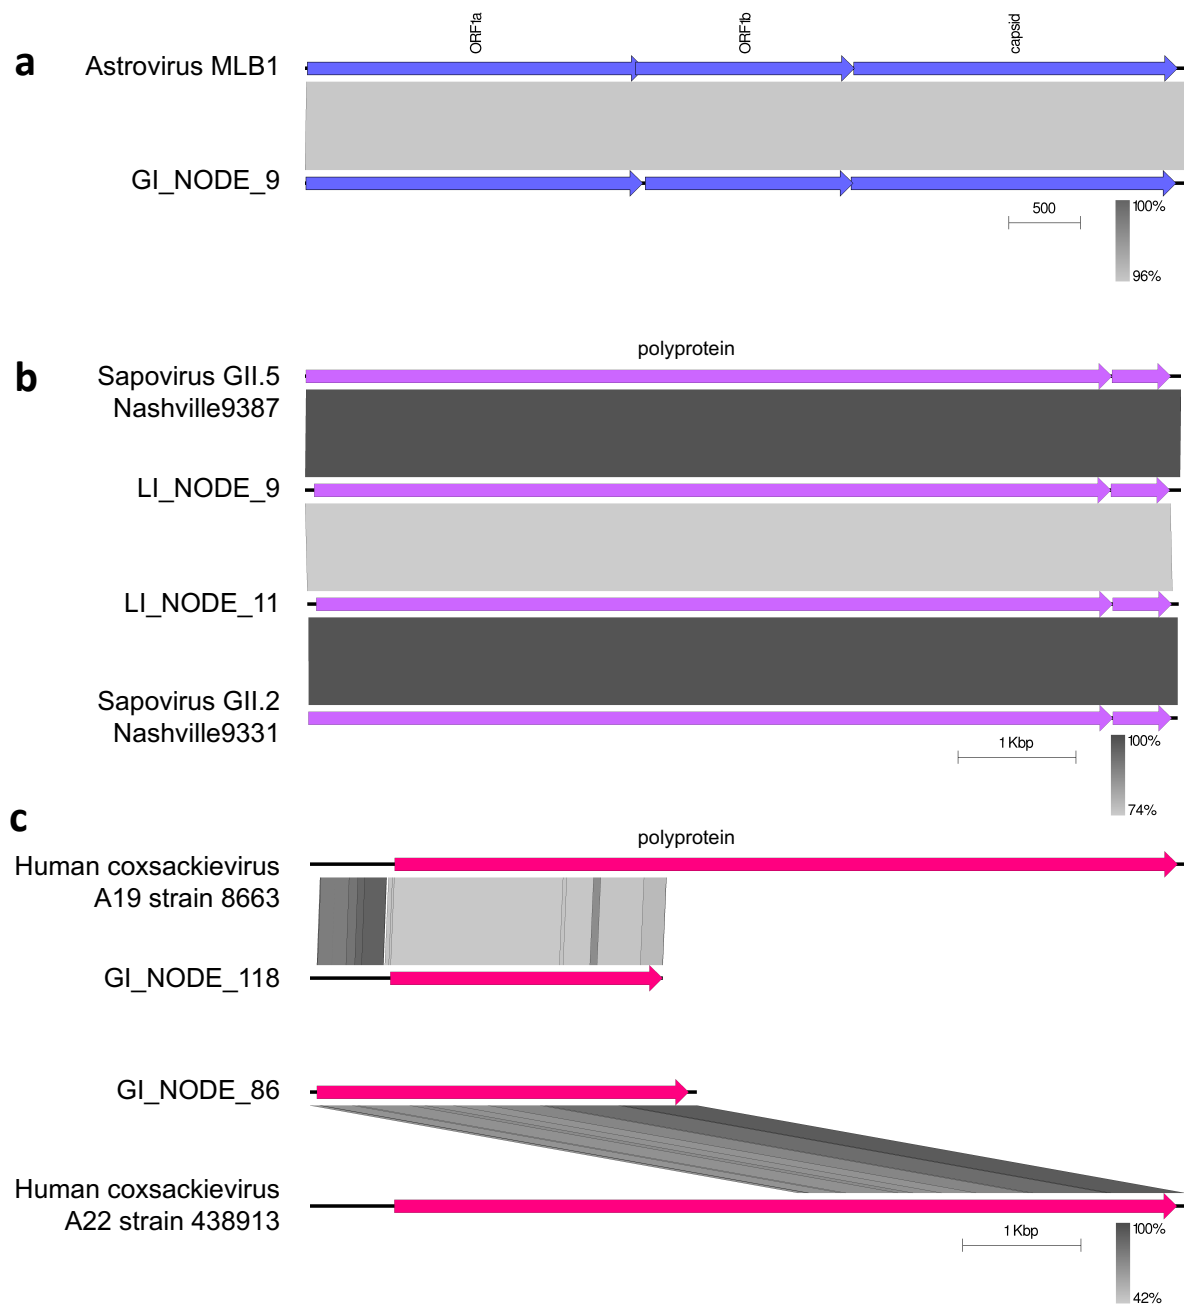 a
ORF1a
ORF1b
capsid
Astrovirus MLB1
GI_NODE_9
500
100%
96%
b
polyprotein
Sapovirus GII.5
Nashville9387
LI_NODE_9
LI_NODE_11
Sapovirus GII.2
Nashville9331
1 Kbp
100%
74%
c
polyprotein
Human coxsackievirus
A19 strain 8663
GI_NODE_118
GI_NODE_86
Human coxsackievirus
A22 strain 438913
1 Kbp
100%
42%